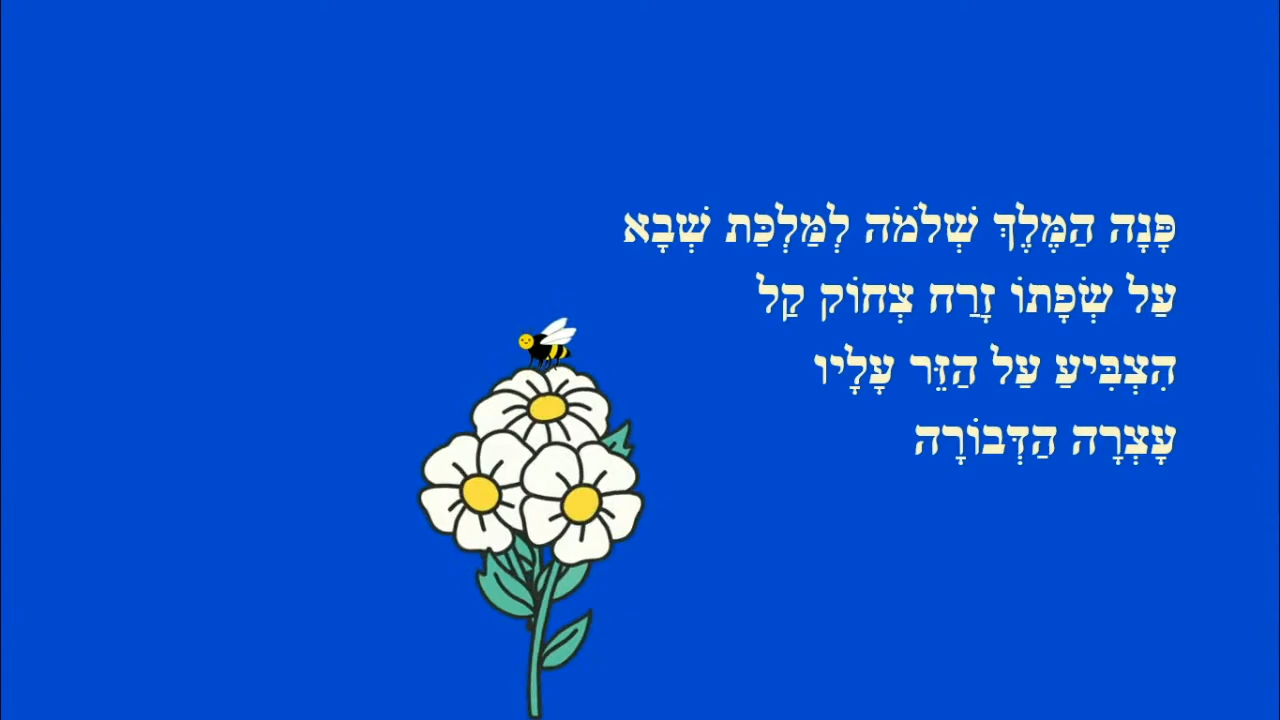 כָּנָה הַמֶּלֶךְ שְׁלֹמֹה לְמַּלְכַּת שְׁבָא
עַל שְׂפָתוֹ זָרַח צְחוֹק קַל
הִצְבִּיעַ עַל הַזֵּר עָלָיו
עָצְרָה הַדְּבוֹרָה